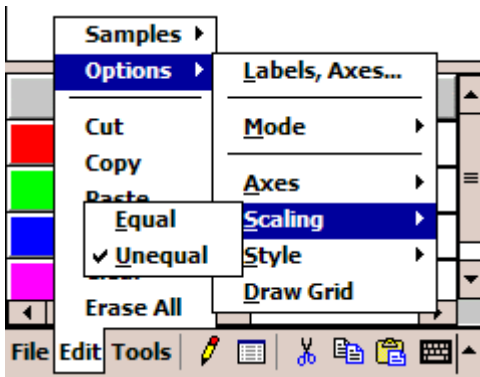 Samples
Options
Cut
Copy
Paste
Erase All
Labels, Axes...
Mode
Axes
Scaling
Style
Draw Grid
Equal
Unequal
File Edit Tools